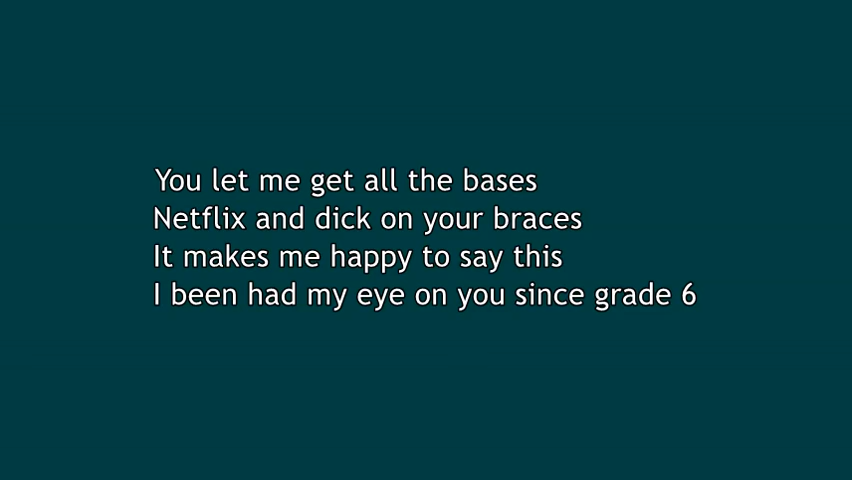 You let me get all the bases
Netflix and dick on your braces
It makes me happy to say this
I been had my eye on you since grade 6